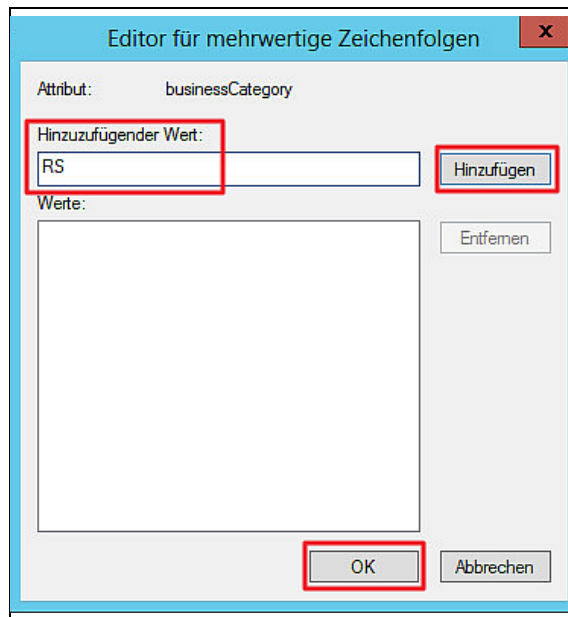 Editor für mehrwertige Zeichenfolgen
x
Attribut: businessCategory
Hinzuzufügender Wert:
RS
Hinzufügen
Werte:
Entfernen
OK
Abbrechen